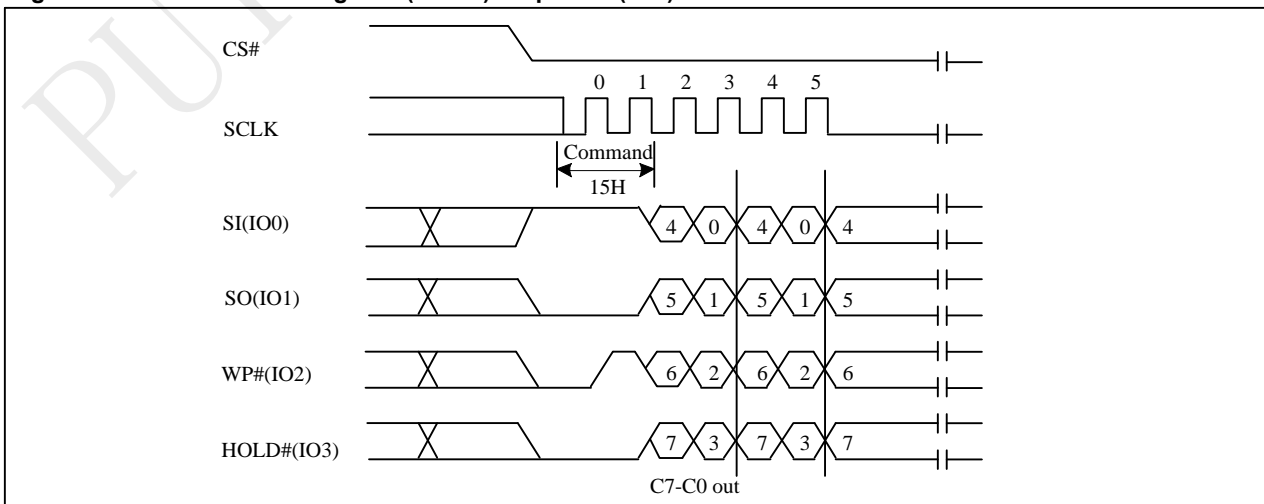 CS#
0 1 2 3 4 5
SCLK
Command
15H
SI(IO0) 4 0 4 0 4
SO(IO1) 5 1 5 1 5
WP#(IO2) 6 2 6 2 6
HOLD#(IO3) 7 3 7 3 7
C7-C0 out